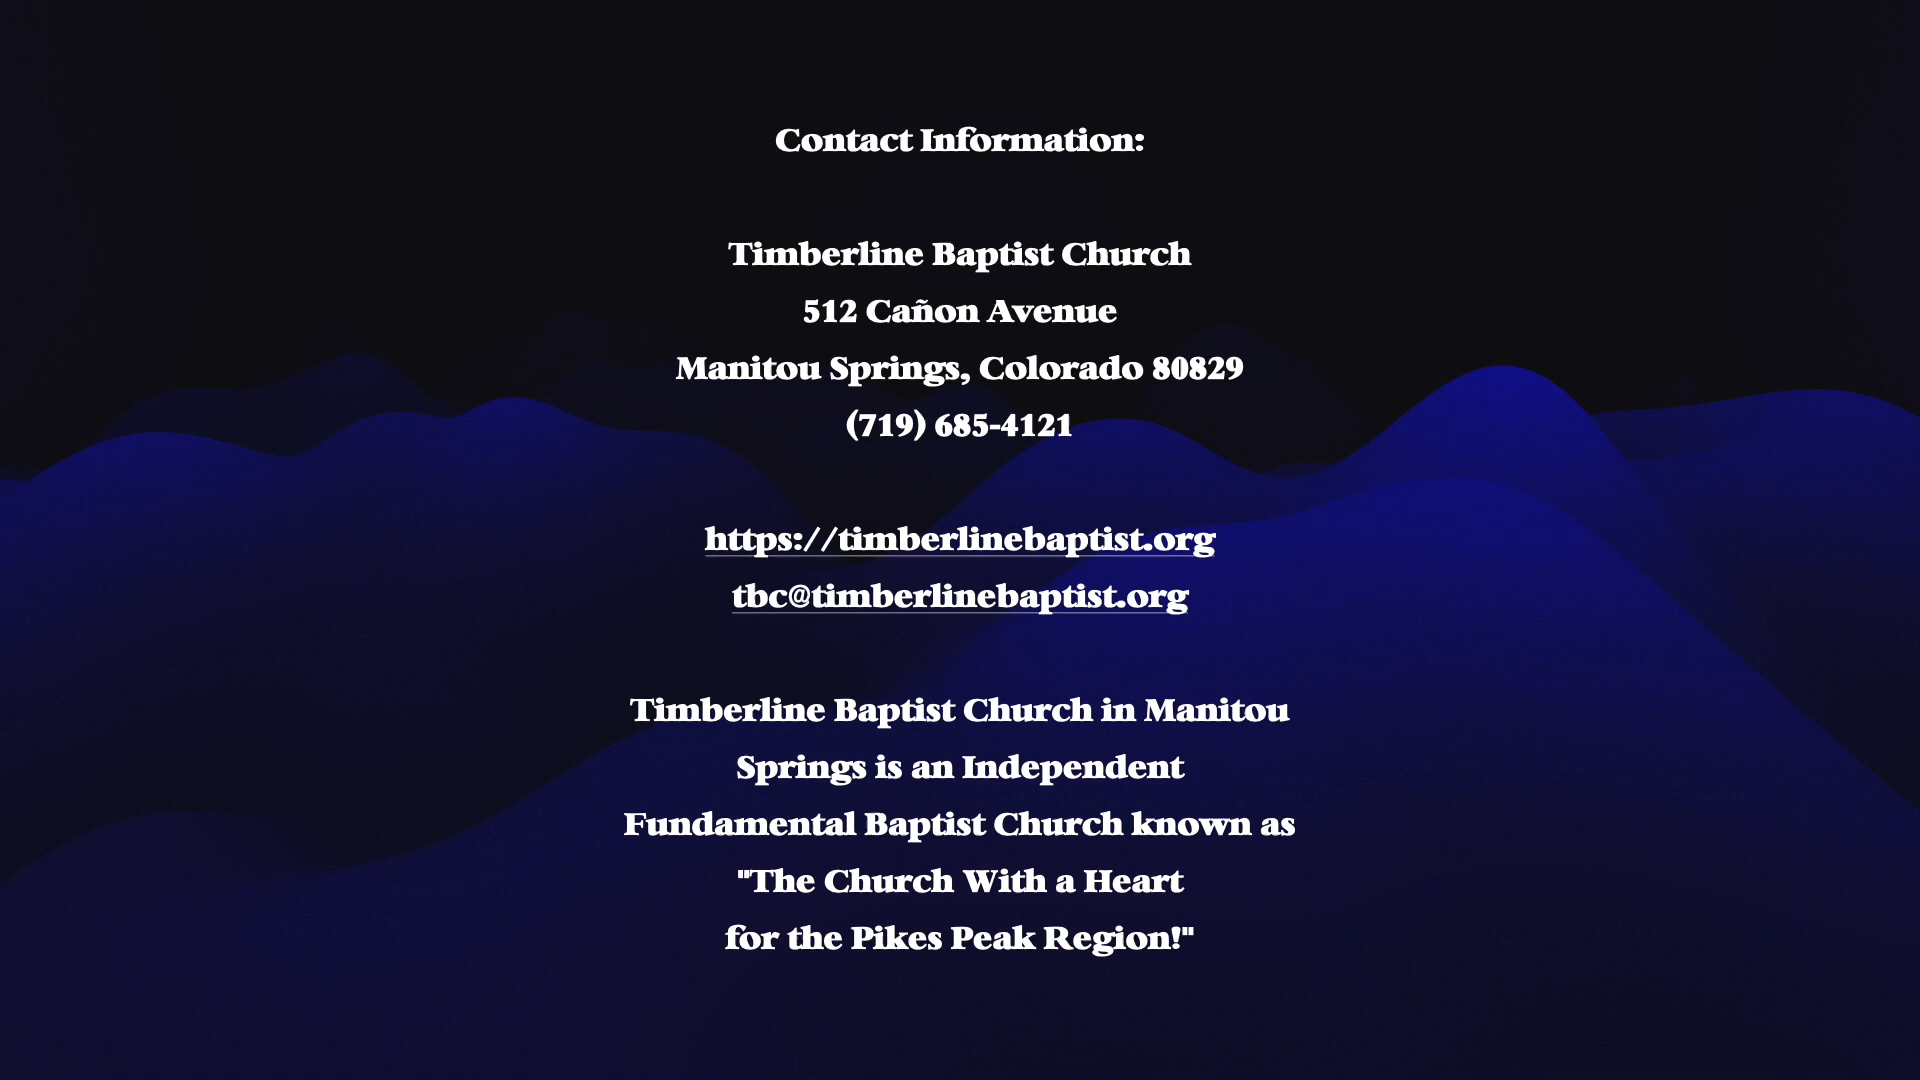 Contact Information:
Timberline Baptist Church
512 Cañon Avenue
Manitou Springs, Colorado 80829
(719) 685-4121
https://timberlinebaptist.org
tbc@timberlinebaptist.org
Timberline Baptist Church in Manitou
Springs is an Independent
Fundamental Baptist Church known as
"The Church With a Heart
for the Pikes Peak Region!"